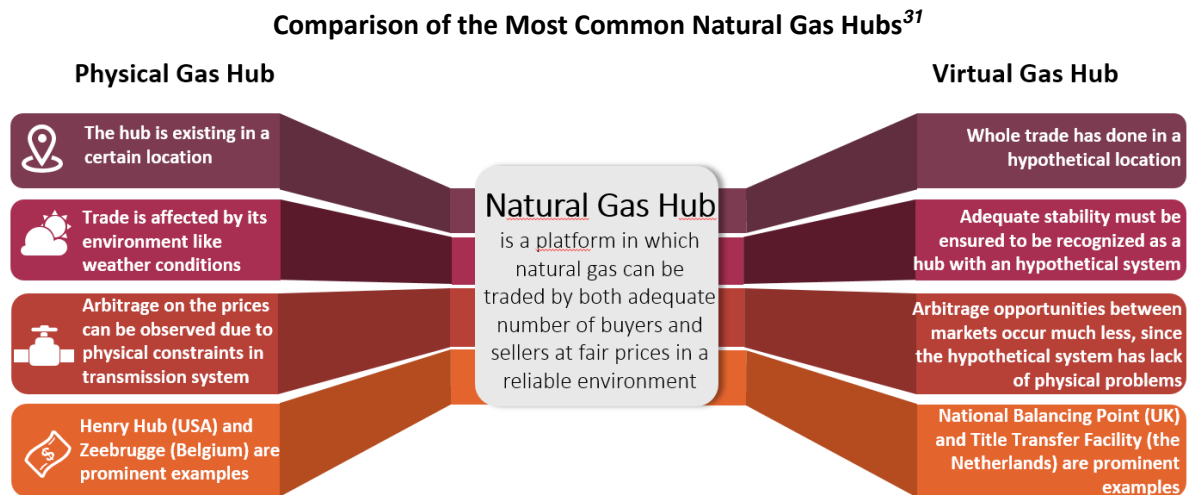 Comparison of the Most Common Natural Gas Hubs31
Physical Gas Hub
The hub is existing in a
certain location
Trade is affected by its
environment like
weather conditions
Arbitrage on the prices
can be observed due to
physical constraints in
transmission system
Henry Hub (USA) and
Zeebrugge (Belgium) are
prominent examples
Natural Gas Hub
is a platform in which
natural gas can be
traded by both adequate
number of buyers and
sellers at fair prices in a
reliable environment
Virtual Gas Hub
Whole trade has done in a
hypothetical location
Adequate stability must be
ensured to be recognized as a
hub with an hypothetical system
Arbitrage opportunities between
markets occur much less, since
the hypothetical system has lack
of physical problems
National Balancing Point (UK)
and Title Transfer Facility (the
Netherlands) are prominent
examples